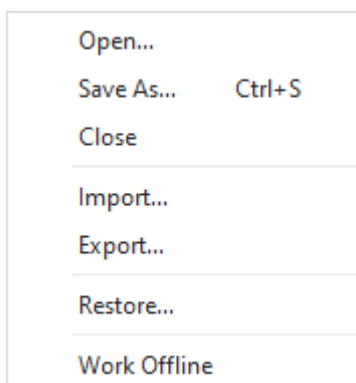 Open...
Save As... Ctrl+S
Close
Import...
Export...
Restore...
Work Offline